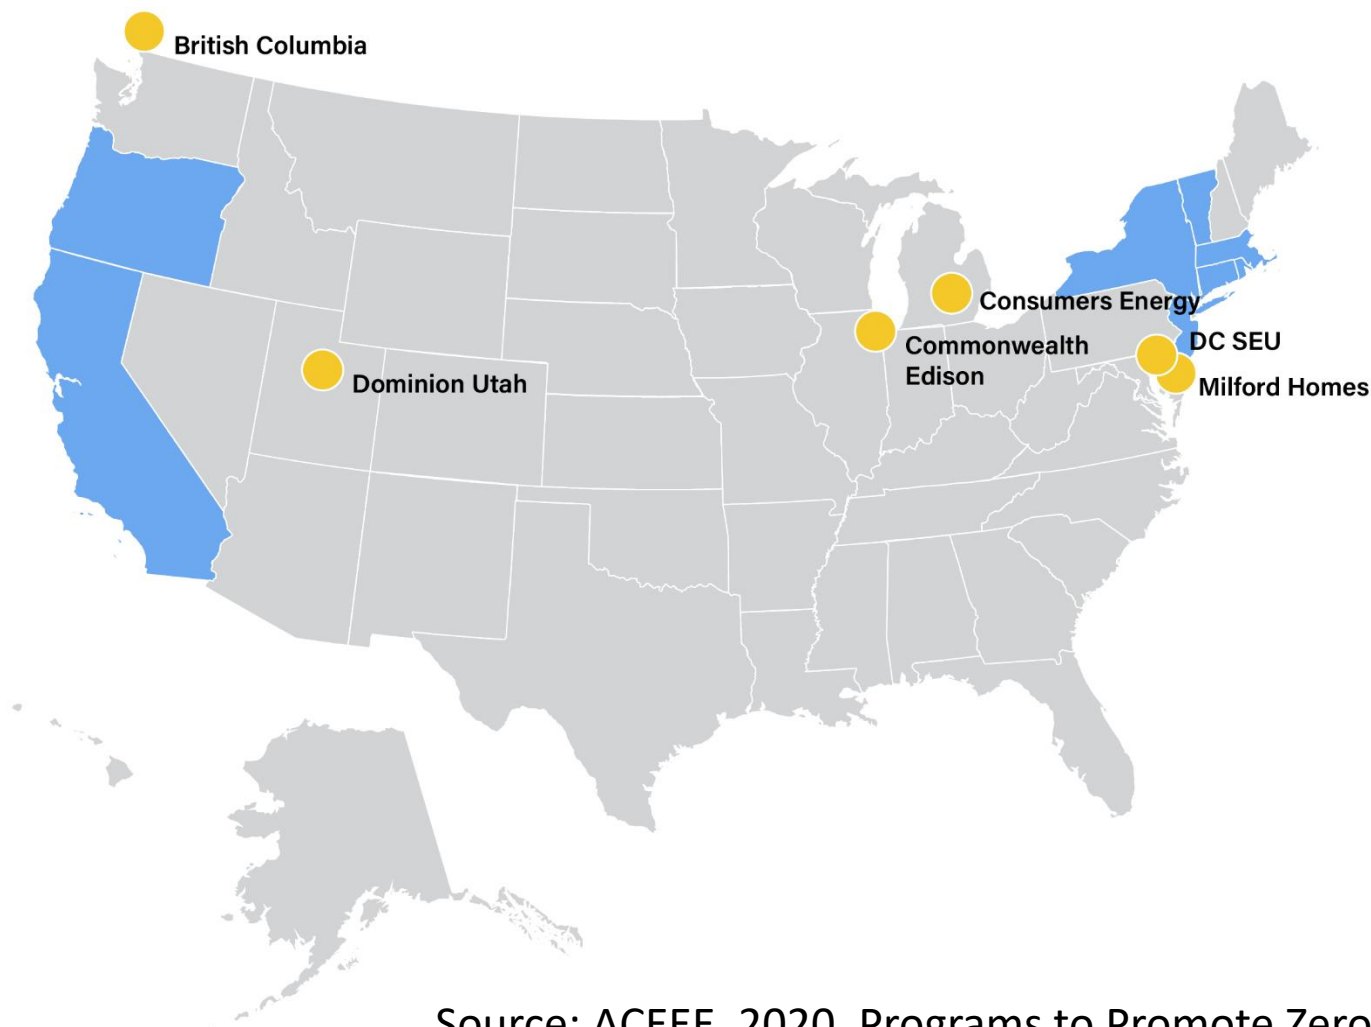 British Columbia
Consumers Energy
DC SEU
Commonwealth
Edison
Dominion Utah
Milford Homes
Source: ACEEE, 2020, Programs to Promote Zero